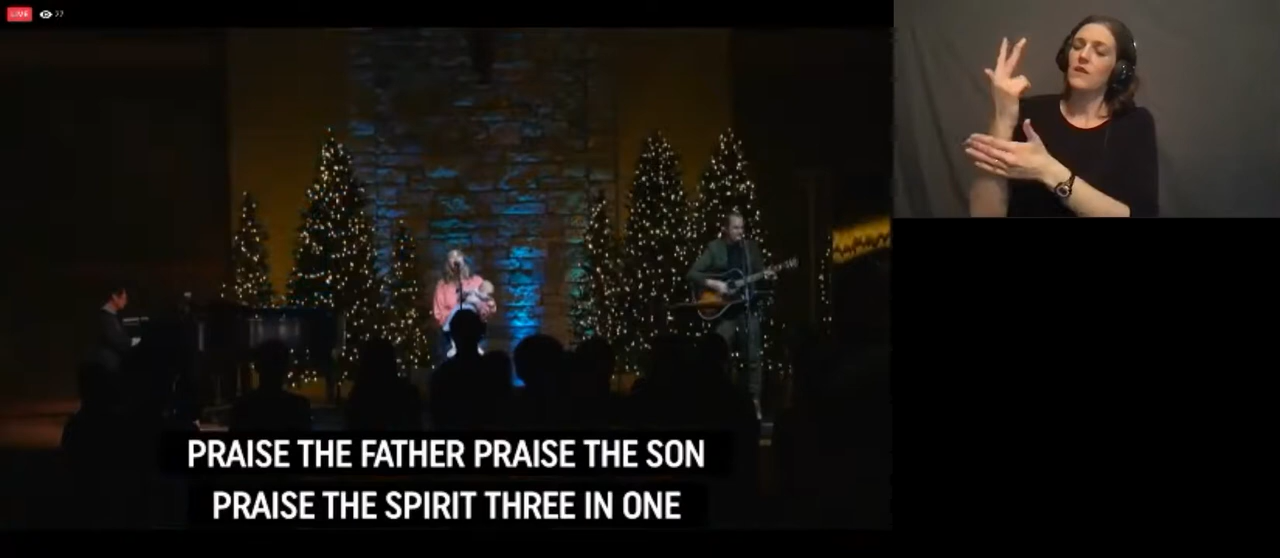 LIVE
PRAISE THE FATHER PRAISE THE SON
PRAISE THE SPIRIT THREE IN ONE